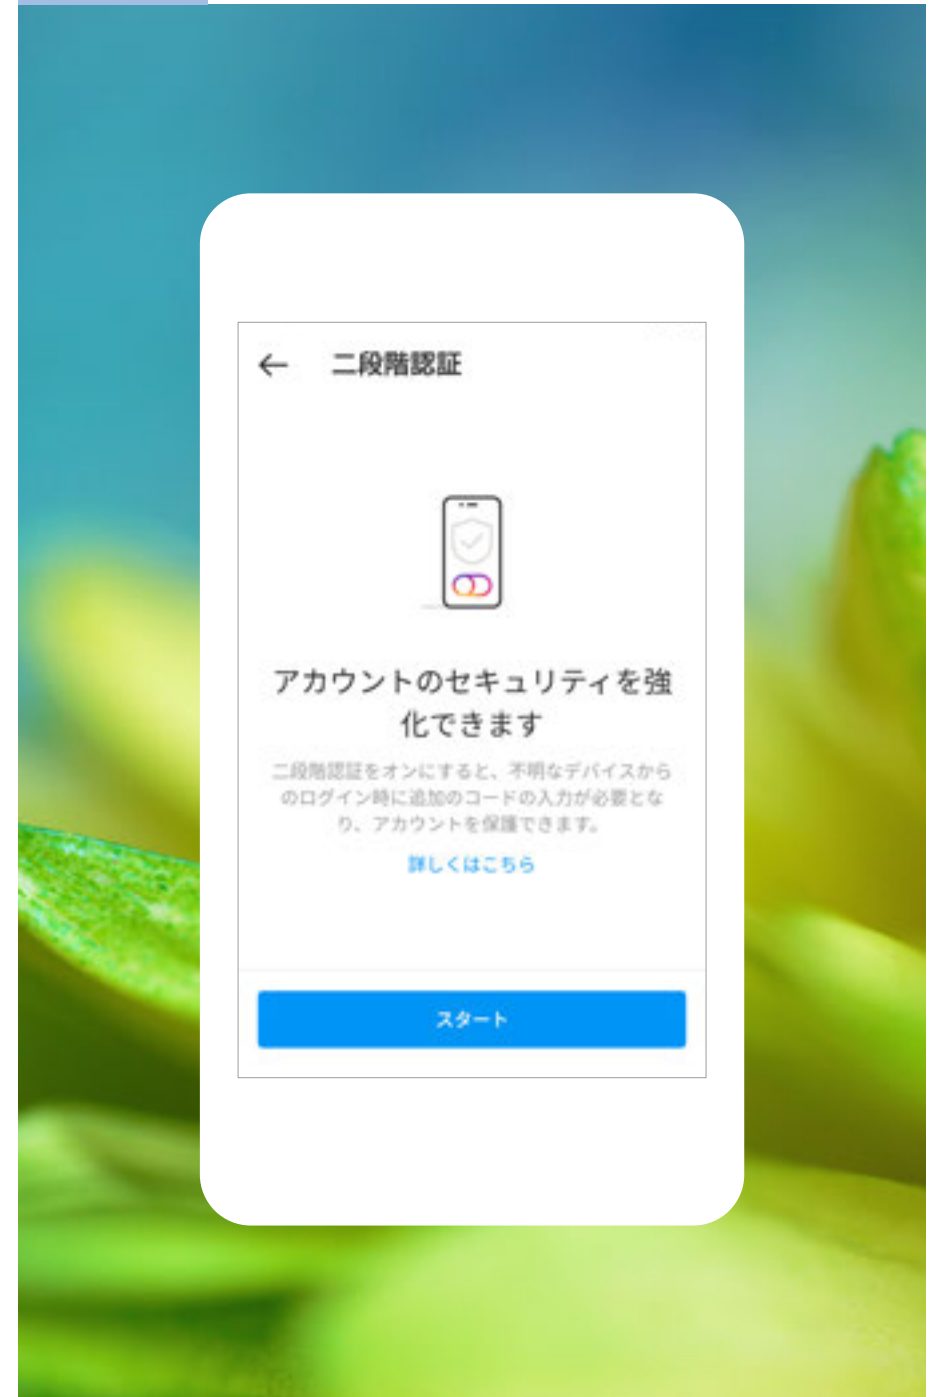 二段階認証
アカウントのセキュリティを強
化できます
二段階認証をオンにすると、不明なデバイスから
のログイン時に追加のコードの入力が必要とな
り、アカウントを保護できます。
詳しくはこちら
スタート